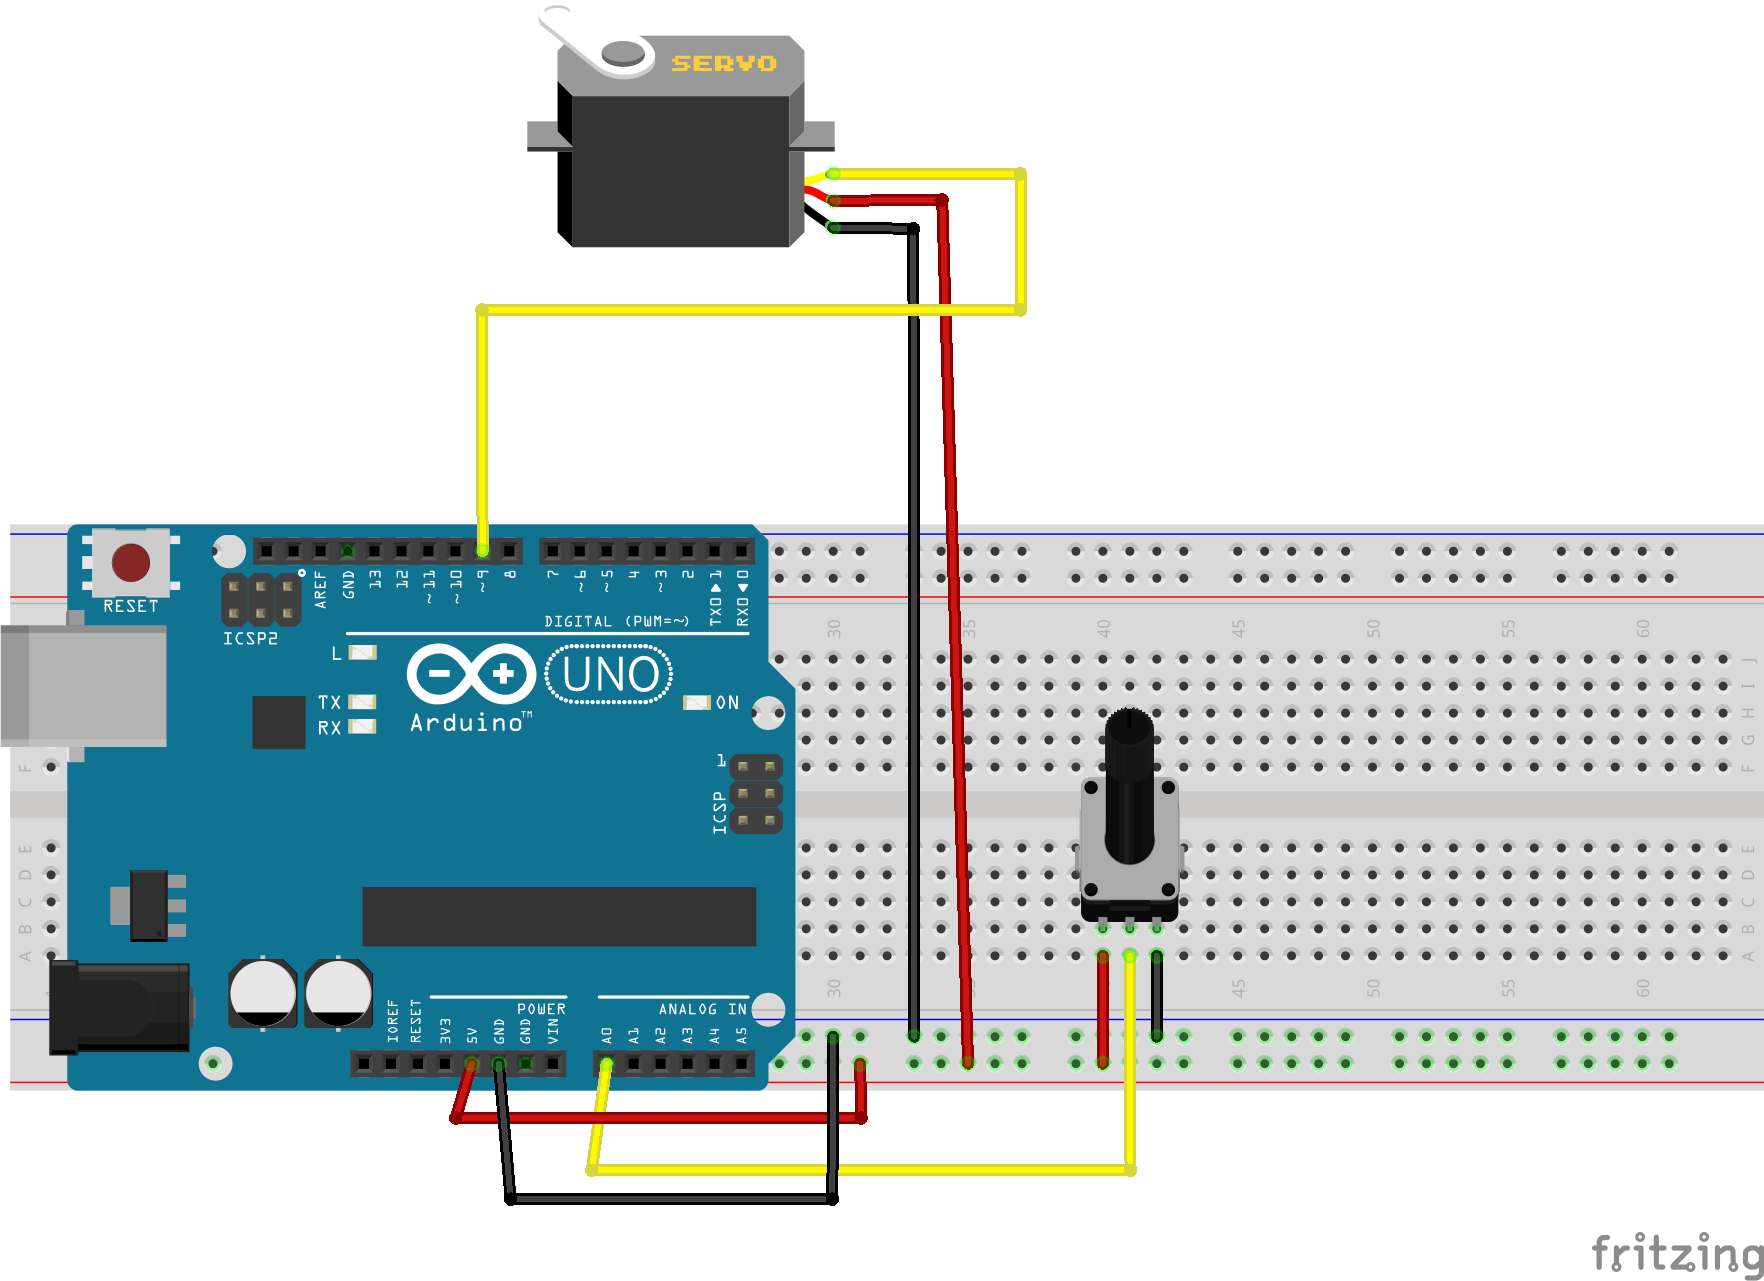 SERVO
RESET
ICSP2
AREF
GND
13
12
~11
~10
~9
8
7
~6
~5
4
~3
2
TX0▶1
RX0◀0
DIGITAL (PWM=~)
L
TX
RX
UNO
Arduino™
ON
1
ICSP
IOREF
RESET
3V3
5V
GND
GND
VIN
POWER
A0
A1
A2
A3
A4
A5
ANALOG IN
30
35
40
45
50
55
60
J
I
H
G
F
F
E
D
C
B
A
E
D
C
B
A
30
35
45
50
55
60
fritzing